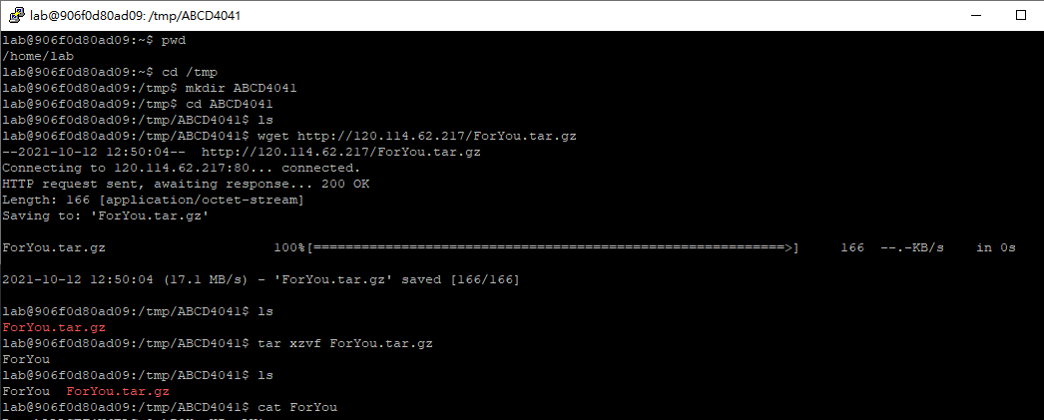 lab@906f0d80ad09: /tmp/ABCD4041
lab@906f0d80ad09:~$ pwd
/home/lab
lab@906f0d80ad09:~$ cd /tmp
lab@906f0d80ad09:/tmp$ mkdir ABCD4041
lab@906f0d80ad09:/tmp$ cd ABCD4041
lab@906f0d80ad09:/tmp/ABCD4041$ ls
lab@906f0d80ad09:/tmp/ABCD4041$ wget http://120.114.62.217/ForYou.tar.gz
--2021-10-12 12:50:04--  http://120.114.62.217/ForYou.tar.gz
Connecting to 120.114.62.217:80... connected.
HTTP request sent, awaiting response... 200 OK
Length: 166 [application/octet-stream]
Saving to: 'ForYou.tar.gz'
ForYou.tar.gz 100%[===========================================================>] 166 --.-KB/s in 0s
2021-10-12 12:50:04 (17.1 MB/s) - 'ForYou.tar.gz' saved [166/166]
lab@906f0d80ad09:/tmp/ABCD4041$ ls
ForYou.tar.gz
lab@906f0d80ad09:/tmp/ABCD4041$ tar xzvf ForYou.tar.gz
ForYou
lab@906f0d80ad09:/tmp/ABCD4041$ ls
ForYou  ForYou.tar.gz
lab@906f0d80ad09:/tmp/ABCD4041$ cat ForYou